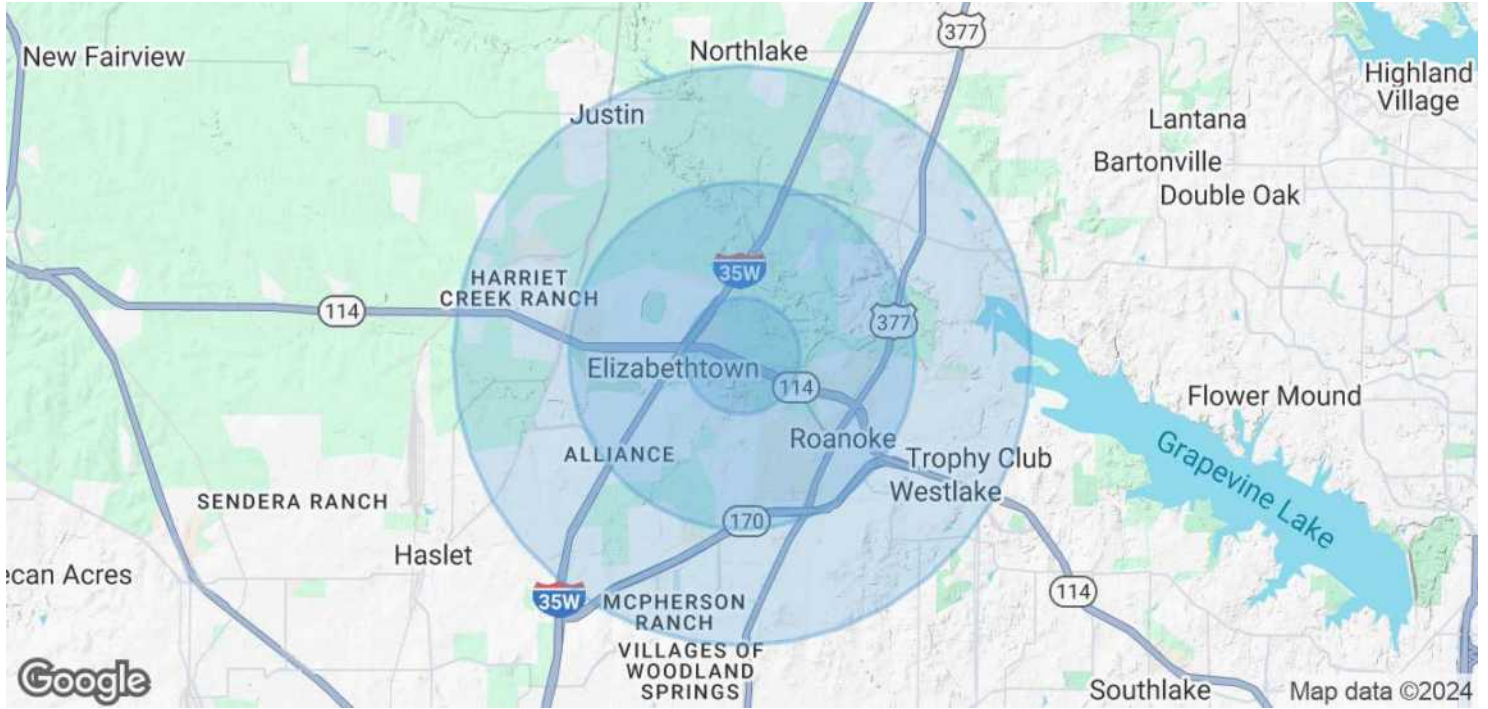 New Fairview
Northlake
377
Highland
Village
Justin
Lantana
Bartonville
Double Oak
35W
HARRIET
CREEK RANCH
114
377
Elizabethtown
114
Flower Mound
Roanoke
ALLIANCE
Trophy Club
Westlake
Grapevine Lake
SENDERA RANCH
170
Haslet
ecan Acres
35W
MCPHERSON
RANCH
114
VILLAGES OF
WOODLAND
SPRINGS
Southlake
Google
Map data ©2024